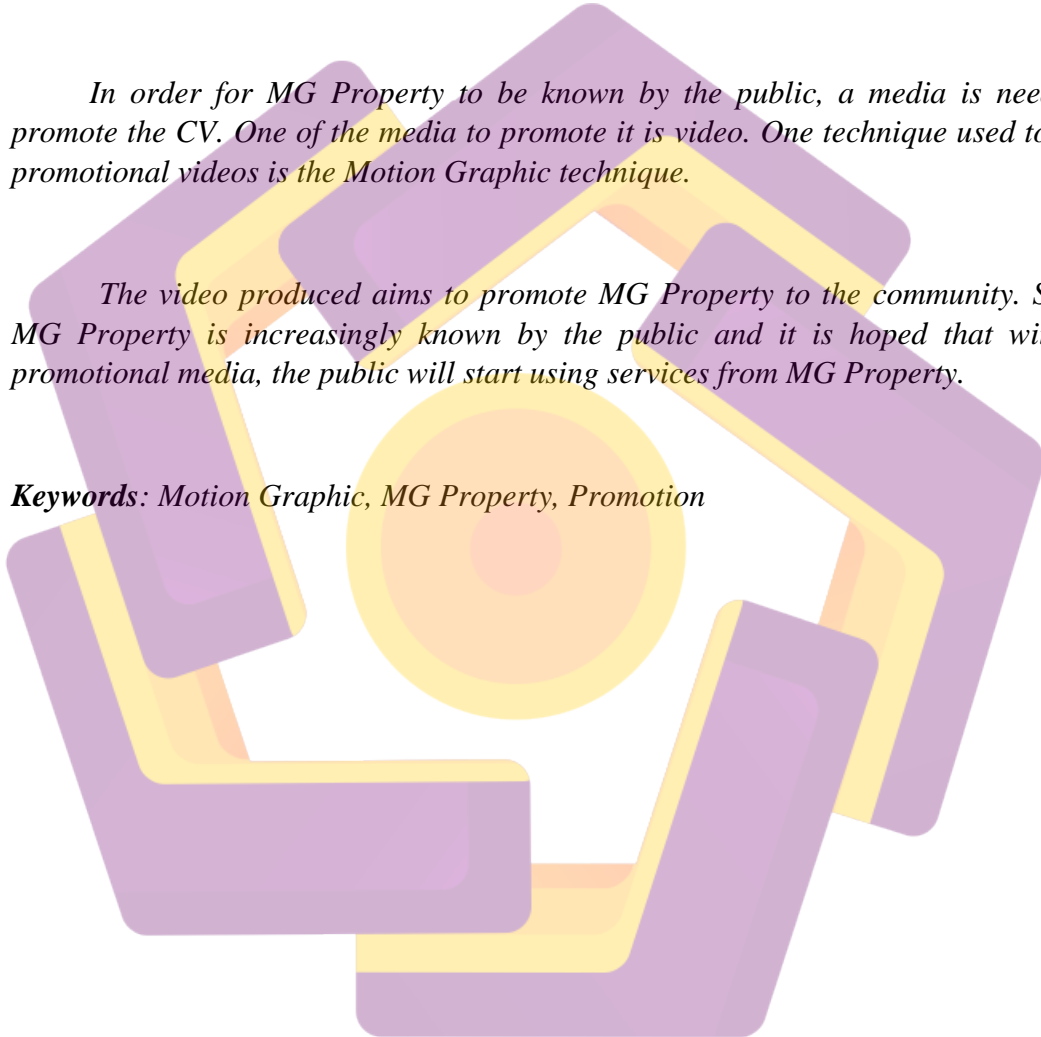 In order for MG Property to be known by the public, a media is
promote the CV. One of the media to promote it is video. One technique used to
promotional videos is the Motion Graphic technique.
The video produced aims to promote MG Property to the community.
MG Property is increasingly known by the public and it is hoped that
promotional media, the public will start using services from MG Property.
Keywords: Motion Graphic, MG Property, Promotion